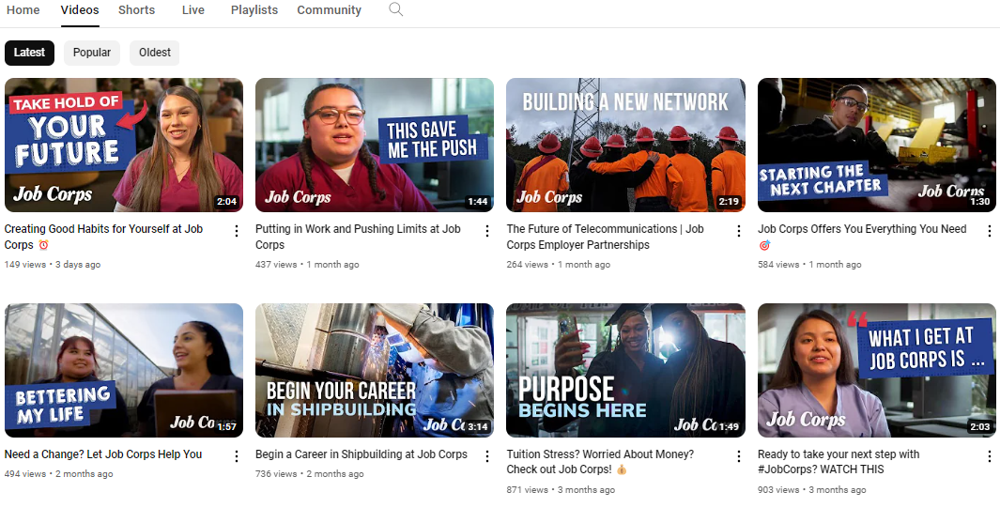 Home Videos Shorts Live Playlists Community
Latest Popular Oldest
TAKE HOLD OF
YOUR
FUTURE
Job Corps
2:04
THIS GAVE
ME THE PUSH
Job Corps
1:44
BUILDING A NEW NETWORK
Job Corps
2:19
STARTING THE
NEXT CHAPTER
Job Corps
1:30
Creating Good Habits for Yourself at Job
Corps ⏰
149 views • 3 days ago
Putting in Work and Pushing Limits at Job
Corps
437 views • 1 month ago
The Future of Telecommunications | Job
Corps Employer Partnerships
264 views • 1 month ago
Job Corps Offers You Everything You Need
🎯
584 views • 1 month ago
BETTERING
MY LIFE
Job Co
1:57
BEGIN YOUR CAREER
IN SHIPBUILDING
Job Co
3:14
PURPOSE
BEGINS HERE
Job Co
1:49
WHAT I GET AT
JOB CORPS IS ...
Job Corps
2:03
Need a Change? Let Job Corps Help You
494 views • 2 months ago
Begin a Career in Shipbuilding at Job Corps
736 views • 2 months ago
Tuition Stress? Worried About Money?
Check out Job Corps! 💰
871 views • 3 months ago
Ready to take your next step with
#JobCorps? WATCH THIS
903 views • 3 months ago